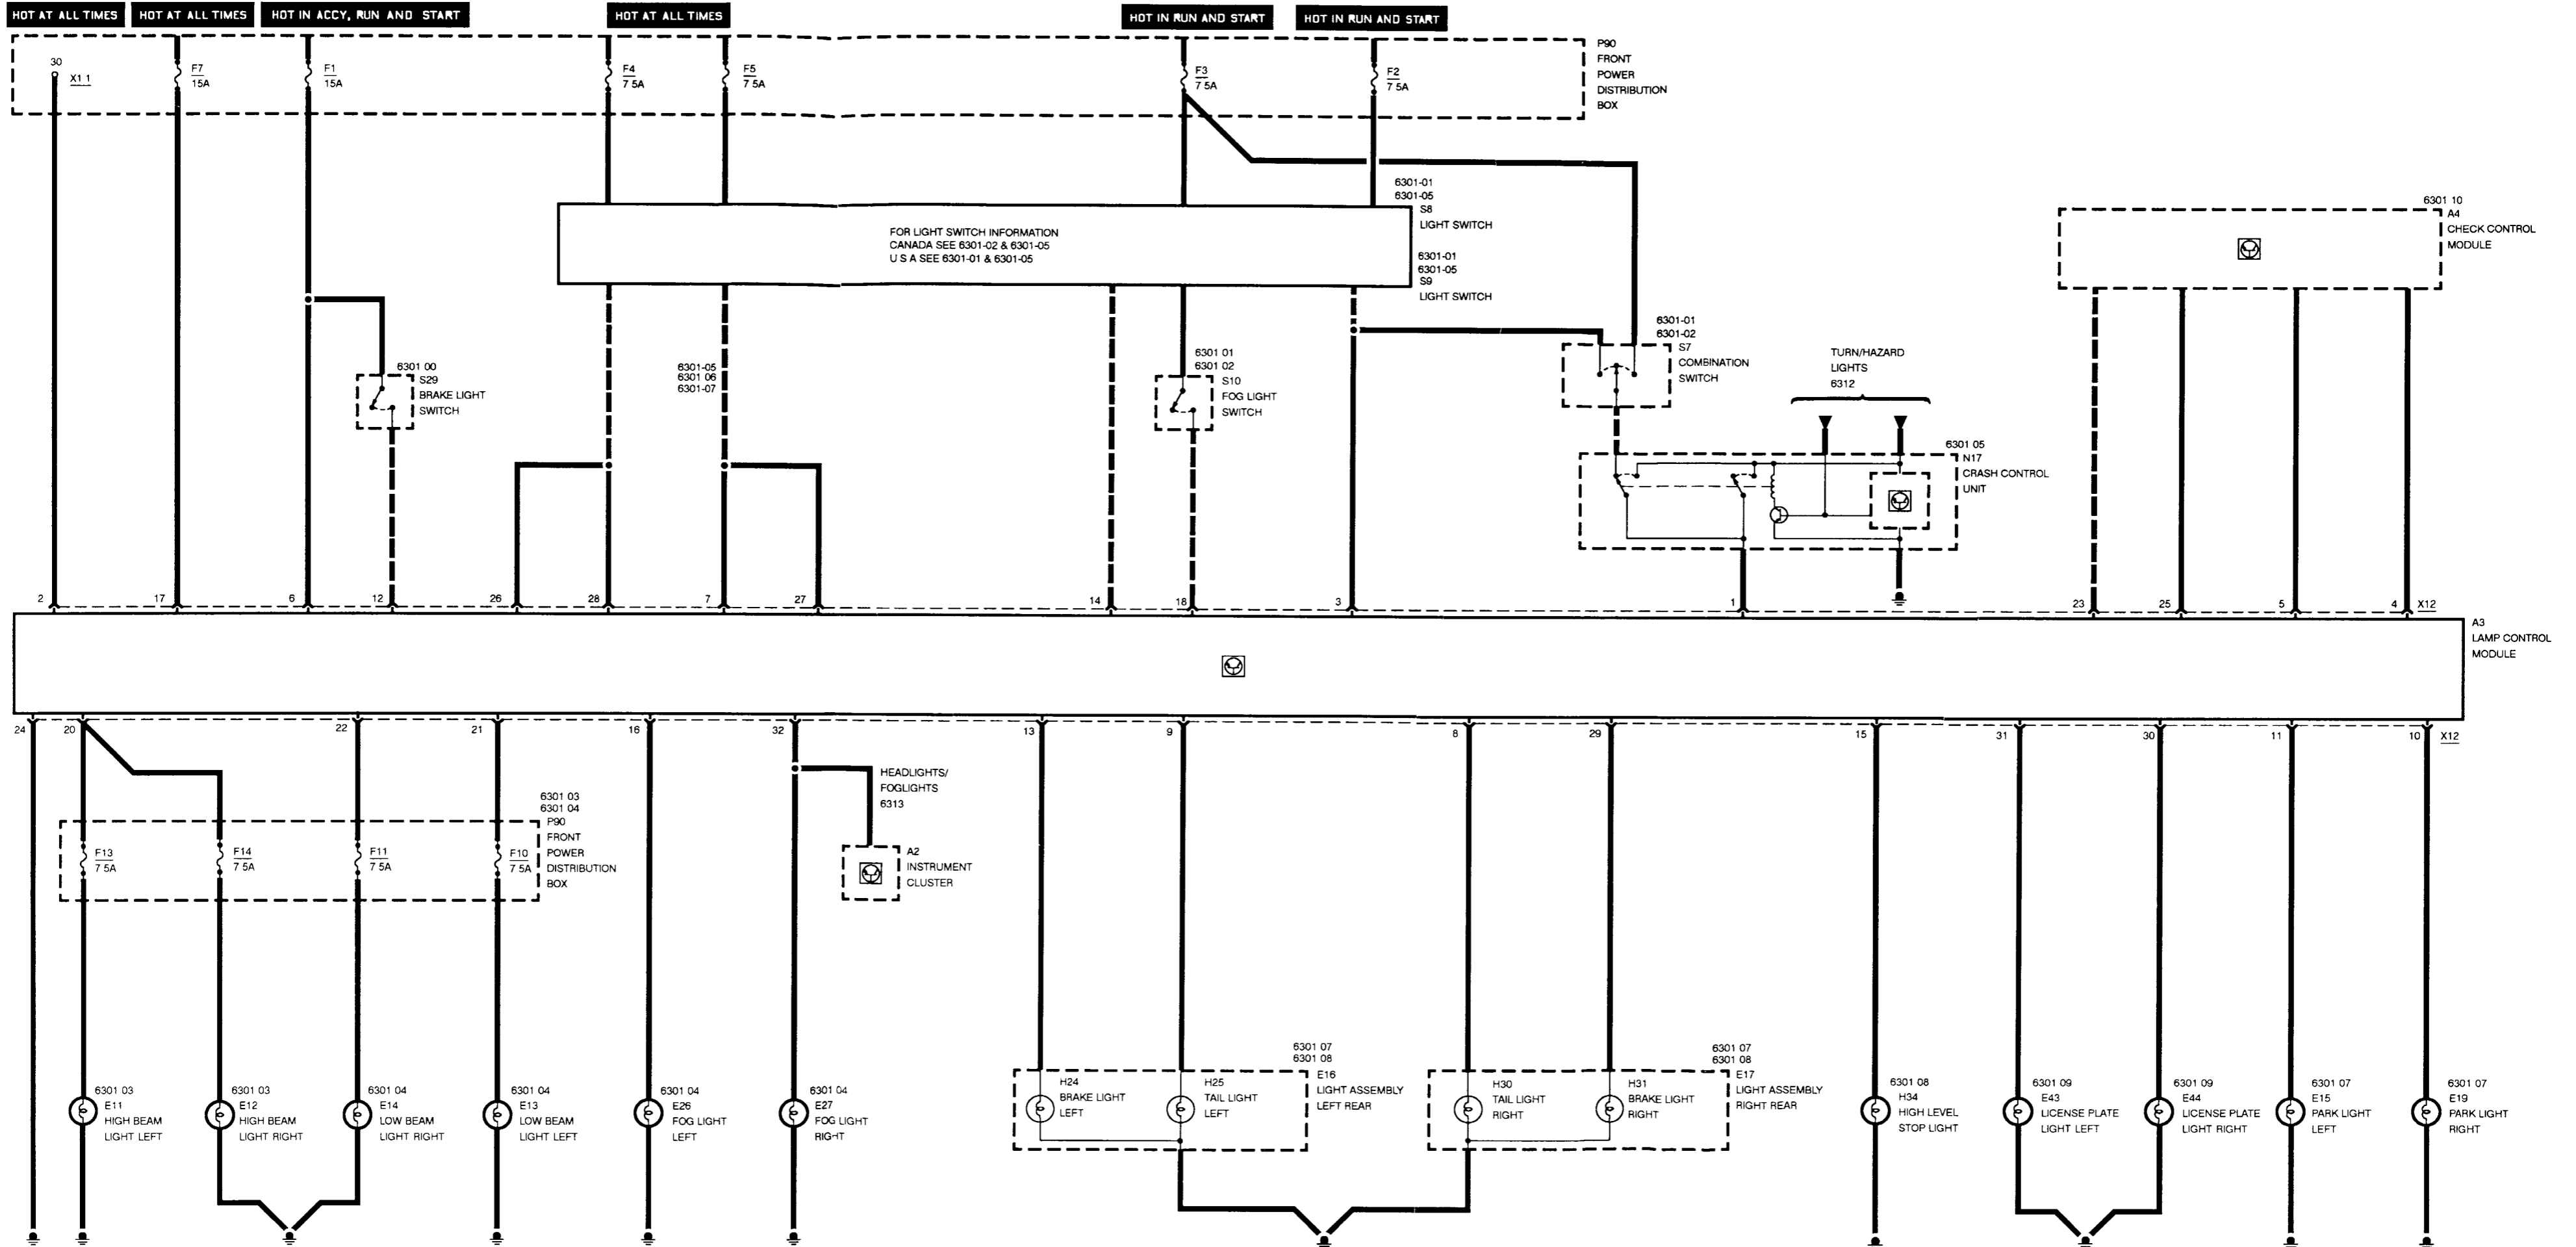 HOT AT ALL TIMES
HOT AT ALL TIMES
HOT IN ACCY, RUN AND START
HOT AT ALL TIMES
HOT IN RUN AND START
HOT IN RUN AND START
30
X1 1
F7
15A
F1
15A
F4
7 5A
F5
7 5A
F3
7 5A
F2
7 5A
P90
FRONT
POWER
DISTRIBUTION
BOX
6301-01
6301-05
S8
LIGHT SWITCH
FOR LIGHT SWITCH INFORMATION
CANADA SEE 6301-02 & 6301-05
U S A SEE 6301-01 & 6301-05
6301-01
6301-05
S9
LIGHT SWITCH
6301 10
A4
CHECK CONTROL
MODULE
6301 00
S29
BRAKE LIGHT
SWITCH
6301-05
6301 06
6301-07
6301 01
6301 02
S10
FOG LIGHT
SWITCH
6301-01
6301-02
S7
COMBINATION
SWITCH
TURN/HAZARD
LIGHTS
6312
6301 05
N17
CRASH CONTROL
UNIT
2
17
6
12
26
28
7
27
14
18
3
1
23
25
5
4
X12
A3
LAMP CONTROL
MODULE
24
20
22
21
16
32
13
9
8
29
15
31
30
11
10
X12
HEADLIGHTS/
FOGLIGHTS
6313
6301 03
6301 04
P90
FRONT
POWER
DISTRIBUTION
BOX
F13
7 5A
F14
7 5A
F11
7 5A
F10
7 5A
A2
INSTRUMENT
CLUSTER
6301 03
E11
HIGH BEAM
LIGHT LEFT
6301 03
E12
HIGH BEAM
LIGHT RIGHT
6301 04
E14
LOW BEAM
LIGHT RIGHT
6301 04
E13
LOW BEAM
LIGHT LEFT
6301 04
E26
FOG LIGHT
LEFT
6301 04
E27
FOG LIGHT
RIGHT
H24
BRAKE LIGHT
LEFT
H25
TAIL LIGHT
LEFT
6301 07
6301 08
E16
LIGHT ASSEMBLY
LEFT REAR
H30
TAIL LIGHT
RIGHT
H31
BRAKE LIGHT
RIGHT
6301 07
6301 08
E17
LIGHT ASSEMBLY
RIGHT REAR
6301 08
H34
HIGH LEVEL
STOP LIGHT
6301 09
E43
LICENSE PLATE
LIGHT LEFT
6301 09
E44
LICENSE PLATE
LIGHT RIGHT
6301 07
E15
PARK LIGHT
LEFT
6301 07
E19
PARK LIGHT
RIGHT